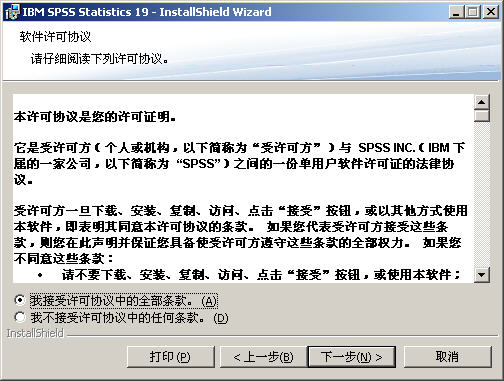 IBM SPSS Statistics 19 - InstallShield Wizard
软件许可协议
请仔细阅读下列许可协议。
本许可协议是您的许可证明。
它是受许可方（个人或机构，以下简称为“受许可方”）与 SPSS INC.（IBM 下
属的一家公司，以下简称为 “SPSS”）之间的一份单用户软件许可证的法律协
议。
受许可方一旦下载、安装、复制、访问、点击“接受”按钮，或以其他方式使用
本软件，即表明其同意本许可协议的条款。 如果您代表受许可方接受这些条
款，则您在此声明并保证您具备使受许可方遵守这些条款的全部权力。 如果您
不同意这些条款：
• 请不要下载、安装、复制、访问、点击“接受”按钮，或使用本软件；
我接受许可协议中的全部条款。(A)
我不接受许可协议中的任何条款。(D)
InstallShield
打印(P)
< 上一步(B)
下一步(N) >
取消